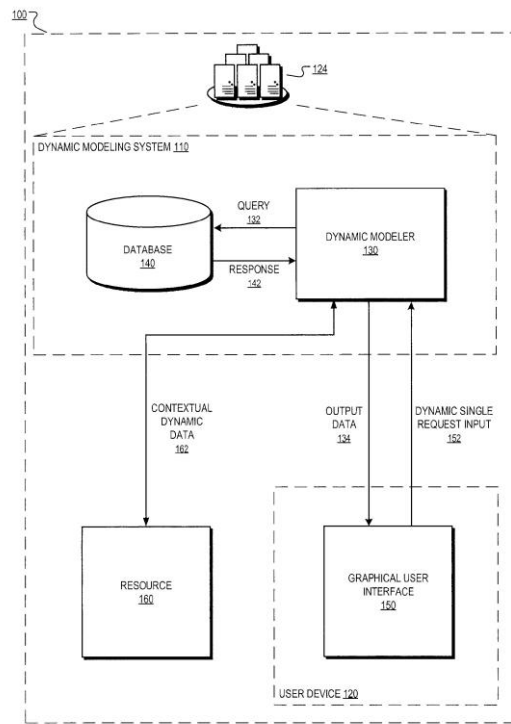 100
124
DYNAMIC MODELING SYSTEM 110
QUERY
132
DATABASE
140
RESPONSE
142
DYNAMIC MODELER
130
CONTEXTUAL
DYNAMIC
DATA
162
OUTPUT
DATA
134
DYNAMIC SINGLE
REQUEST INPUT
152
RESOURCE
160
GRAPHICAL USER
INTERFACE
150
USER DEVICE 120